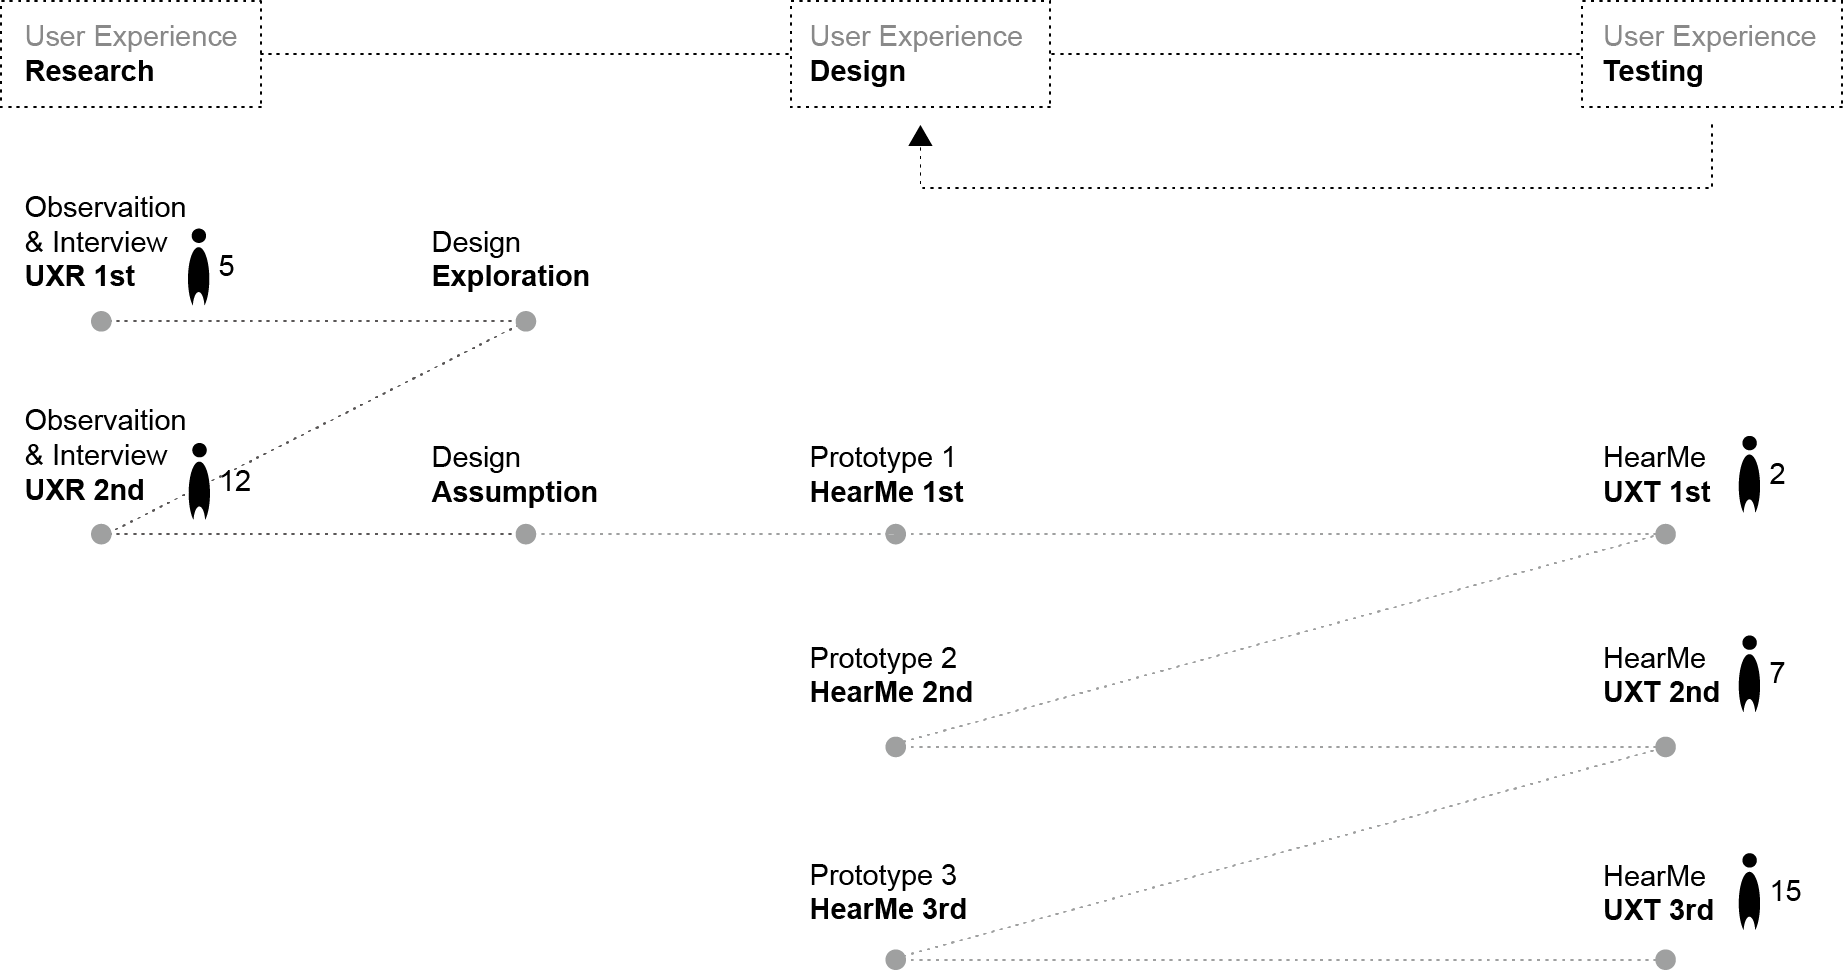 User Experience
Research
User Experience
Design
User Experience
Testing
Observaition
& Interview
UXR 1st
5
Design
Exploration
Observaition
& Interview
UXR 2nd
12
Design
Assumption
Prototype 1
HearMe 1st
HearMe
UXT 1st
2
Prototype 2
HearMe 2nd
HearMe
UXT 2nd
7
Prototype 3
HearMe 3rd
HearMe
UXT 3rd
15